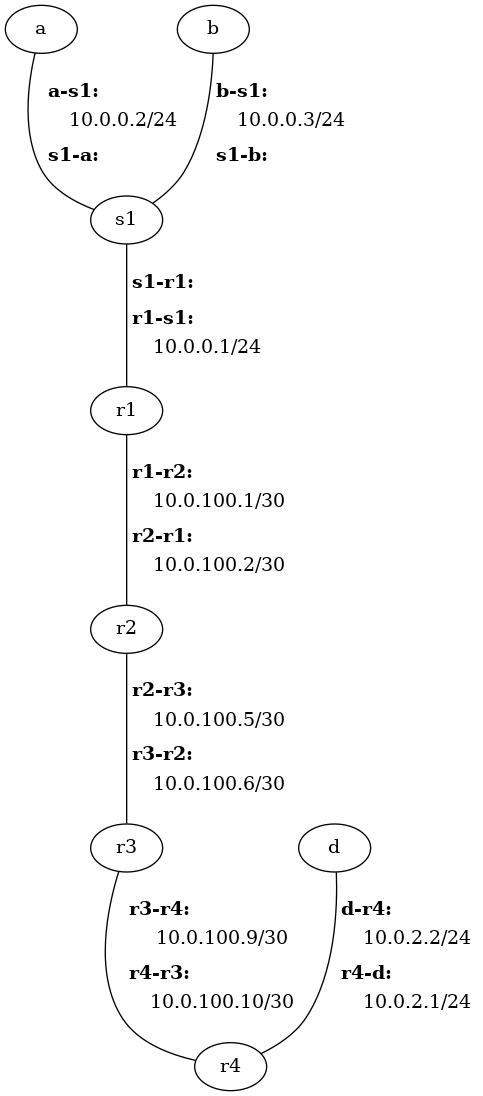 a
b
a-s1:
10.0.0.2/24
s1-a:
b-s1:
10.0.0.3/24
s1-b:
s1
s1-r1:
r1-s1:
10.0.0.1/24
r1
r1-r2:
10.0.100.1/30
r2-r1:
10.0.100.2/30
r2
r2-r3:
10.0.100.5/30
r3-r2:
10.0.100.6/30
r3
d
r3-r4:
10.0.100.9/30
r4-r3:
10.0.100.10/30
d-r4:
10.0.2.2/24
r4-d:
10.0.2.1/24
r4